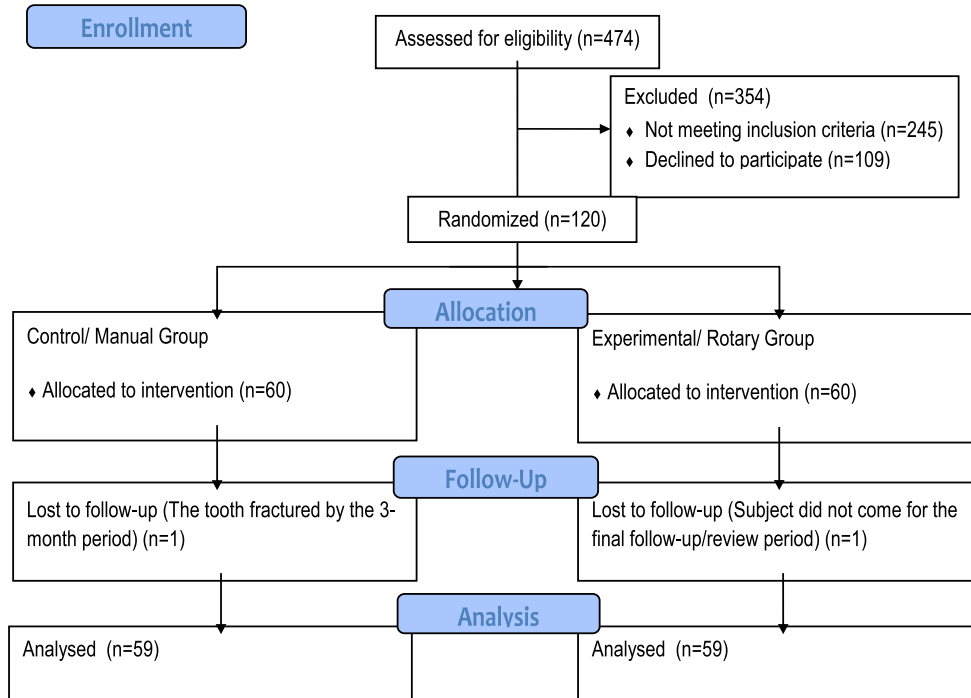 Enrollment
Assessed for eligibility (n=474)
Excluded (n=354)
♦ Not meeting inclusion criteria (n=245)
♦ Declined to participate (n=109)
Randomized (n=120)
Allocation
Control/ Manual Group
♦ Allocated to intervention (n=60)
Experimental/ Rotary Group
♦ Allocated to intervention (n=60)
Follow-Up
Lost to follow-up (The tooth fractured by the 3-
month period) (n=1)
Lost to follow-up (Subject did not come for the
final follow-up/review period) (n=1)
Analysis
Analysed (n=59)
Analysed (n=59)